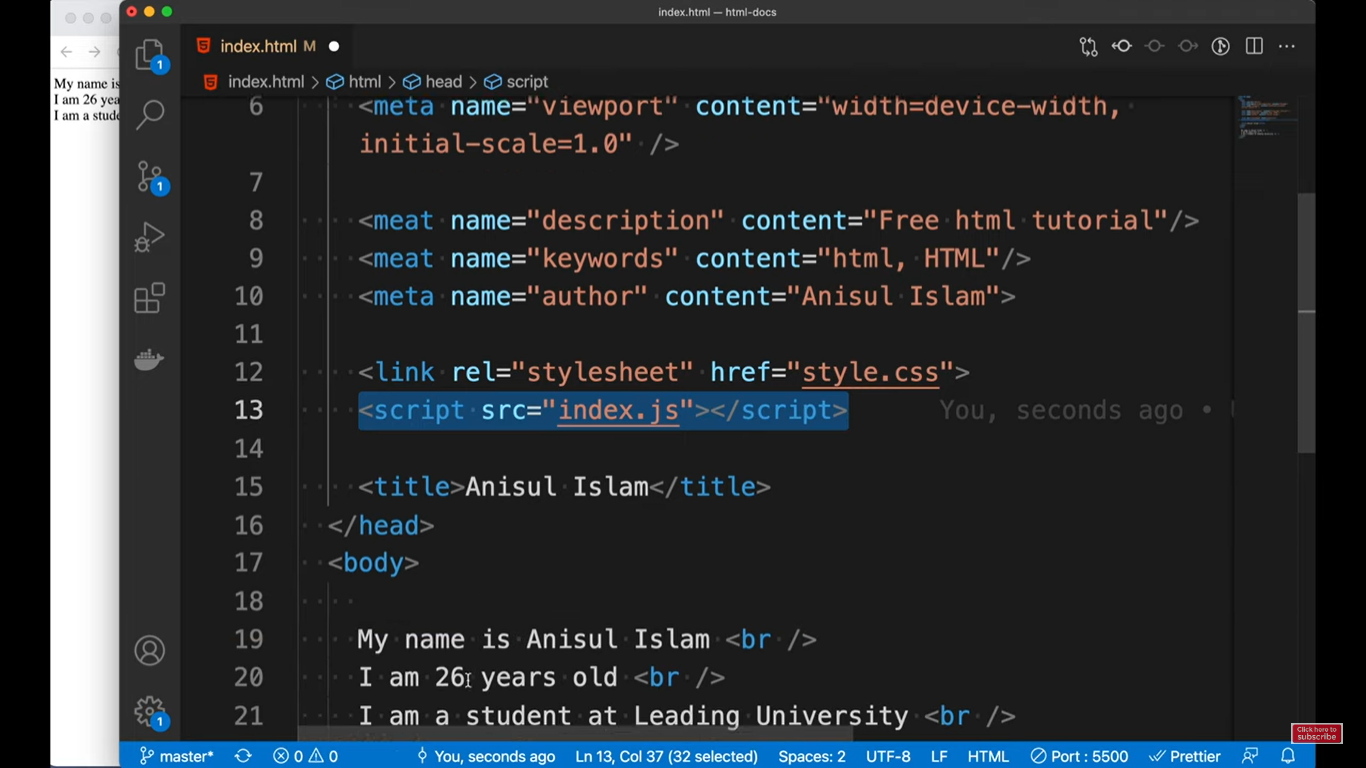 index.html — html-docs
index.html M
index.html > html > head > script
My name is
I am 26 yea
I am a stude
6 <meta name="viewport" content="width=device-width,
initial-scale=1.0" />
7
8 <meat name="description" content="Free html tutorial"/>
9 <meat name="keywords" content="html, HTML"/>
10 <meta name="author" content="Anisul Islam">
11
12 <link rel="stylesheet" href="style.css">
13 <script src="index.js"></script> You, seconds ago •
14
15 <title>Anisul Islam</title>
16 </head>
17 <body>
18
19 My name is Anisul Islam <br />
20 I am 26 years old <br />
21 I am a student at Leading University <br />
1
1
1
Click here to
subscribe
master* 0 0 You, seconds ago Ln 13, Col 37 (32 selected) Spaces: 2 UTF-8 LF HTML Port : 5500 Prettier